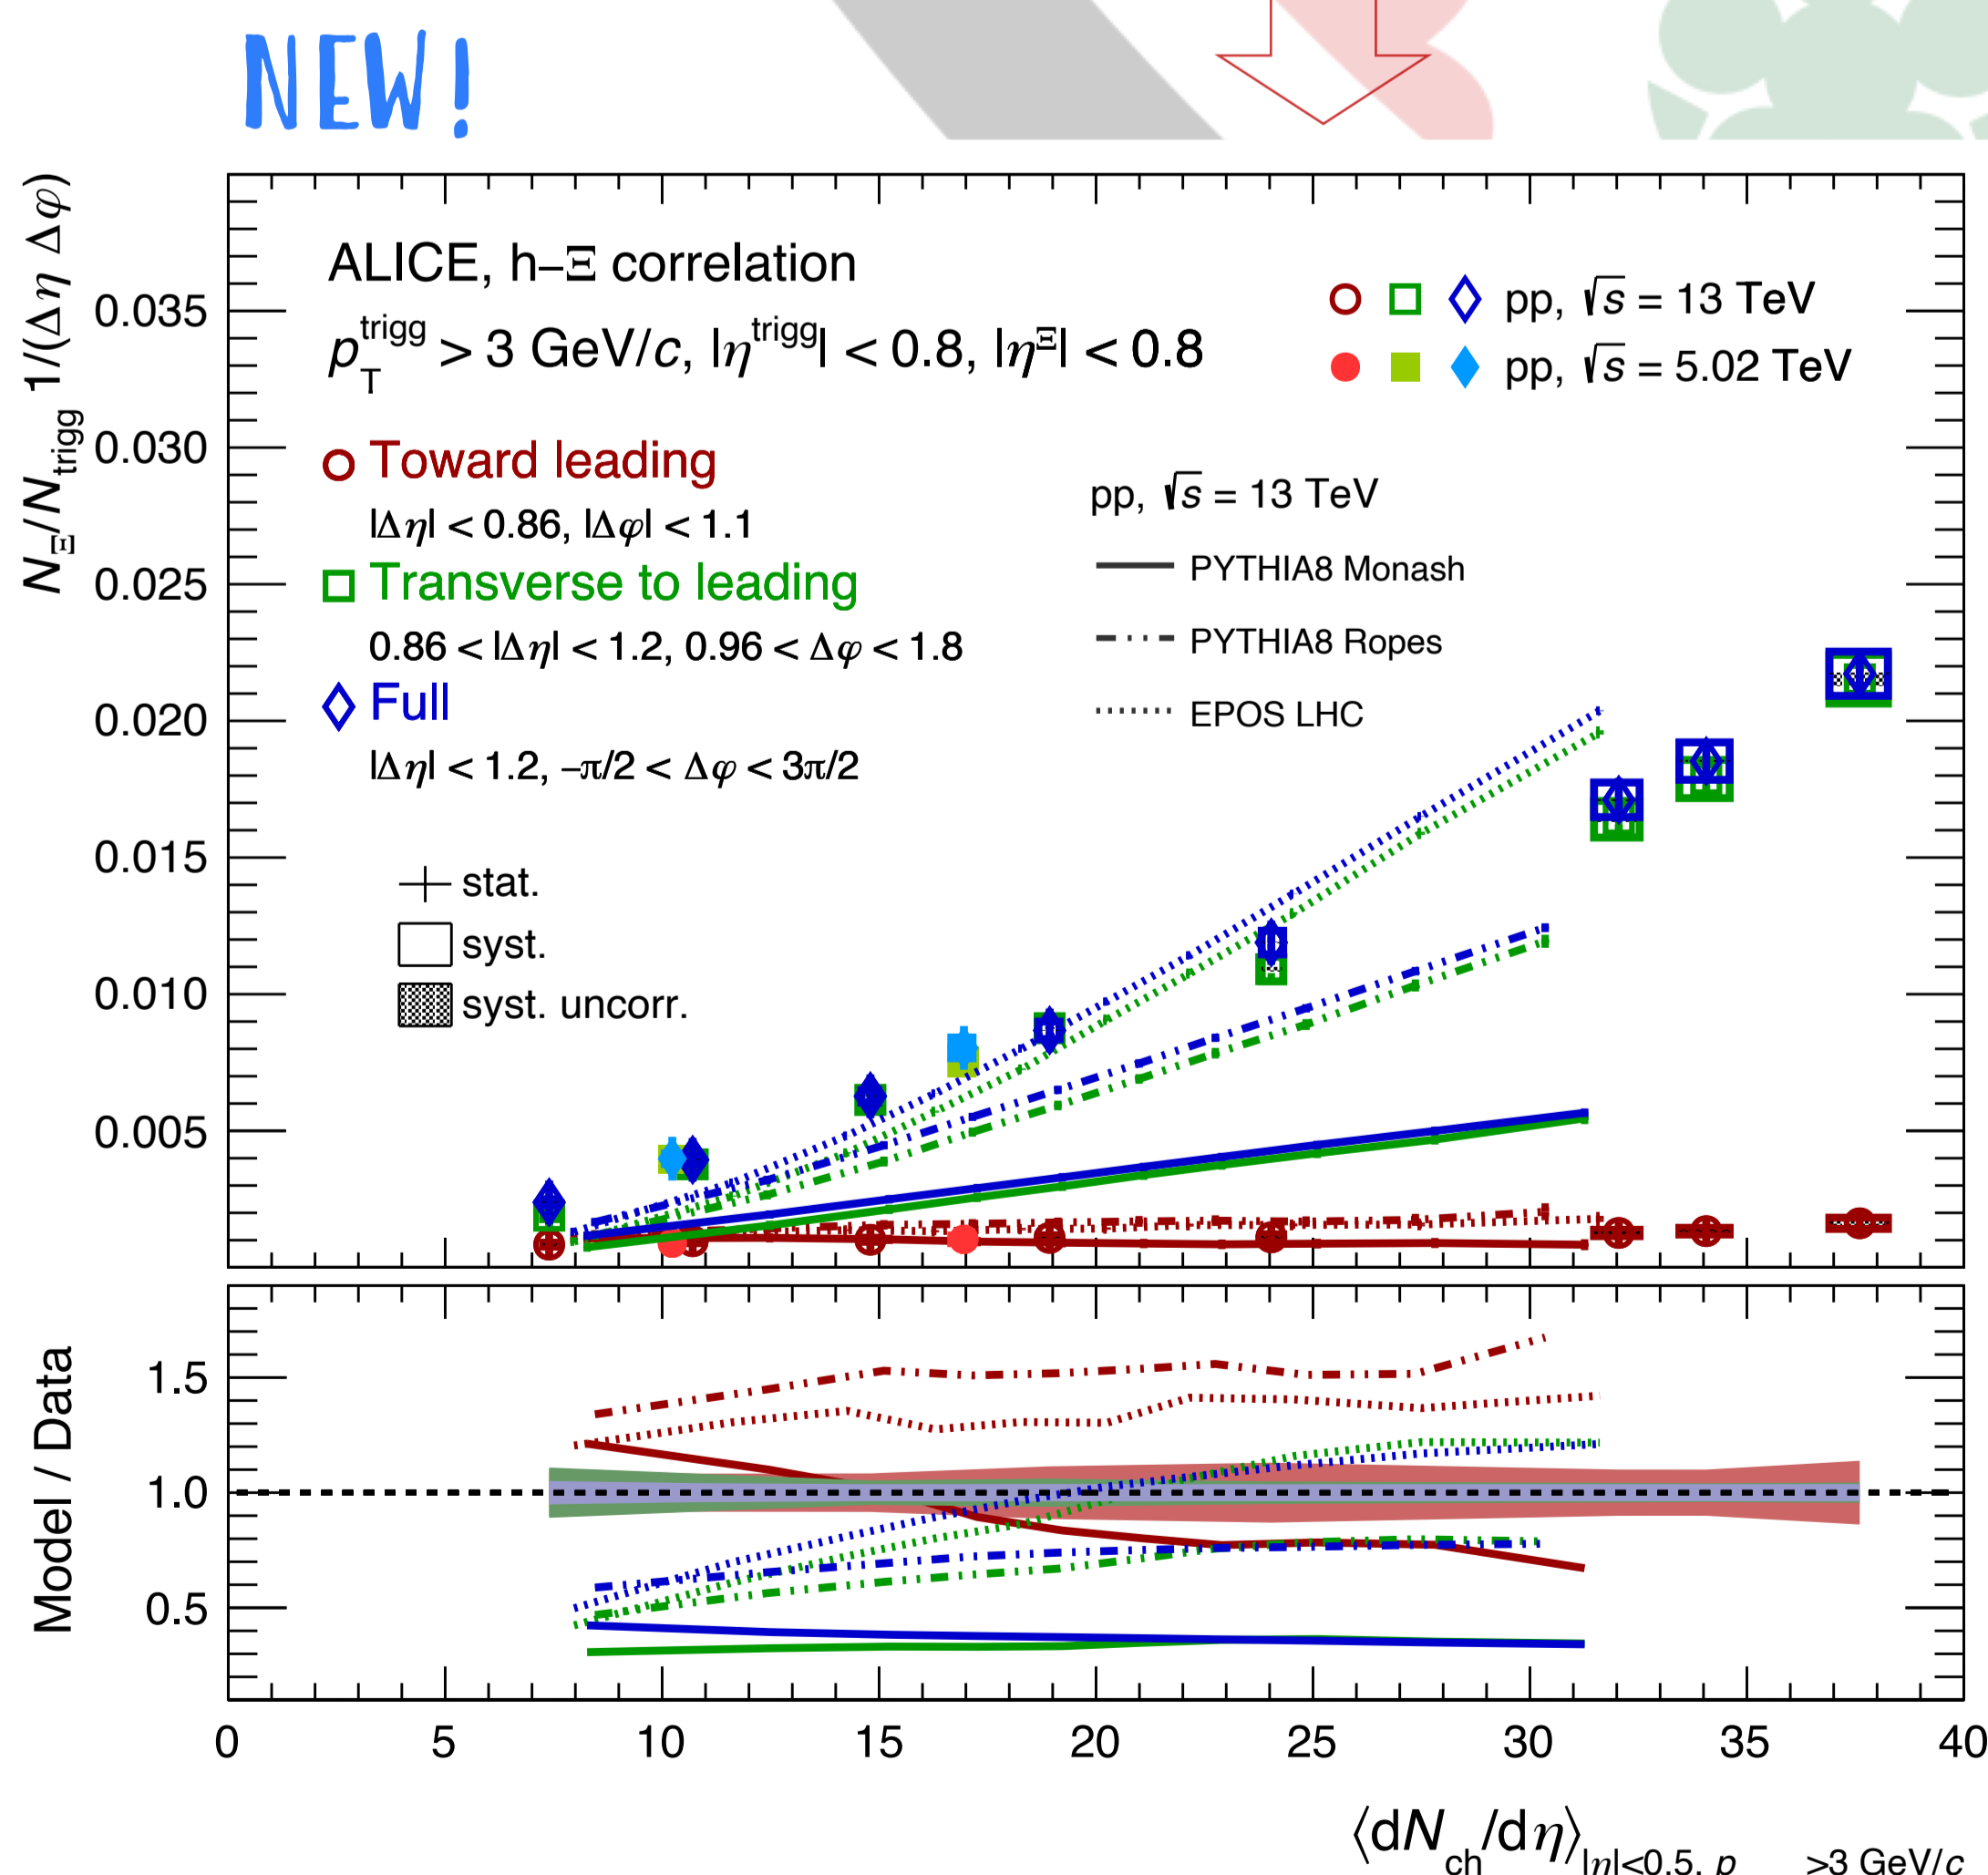 NEW!
N_Ξ/N_trigg 1/(Δη Δφ)
ALICE, h–Ξ correlation
p_T^trigg > 3 GeV/c, |η^trigg| < 0.8, |η^Ξ| < 0.8
pp, √s = 13 TeV
pp, √s = 5.02 TeV
Toward leading
|Δη| < 0.86, |Δφ| < 1.1
Transverse to leading
0.86 < |Δη| < 1.2, 0.96 < Δφ < 1.8
Full
|Δη| < 1.2, –π/2 < Δφ < 3π/2
pp, √s = 13 TeV
PYTHIA8 Monash
PYTHIA8 Ropes
EPOS LHC
stat.
syst.
syst. uncorr.
0.035
0.030
0.025
0.020
0.015
0.010
0.005
Model / Data
1.5
1.0
0.5
0 5 10 15 20 25 30 35 40
⟨dN_ch/dη⟩_|η|<0.5, p >3 GeV/c